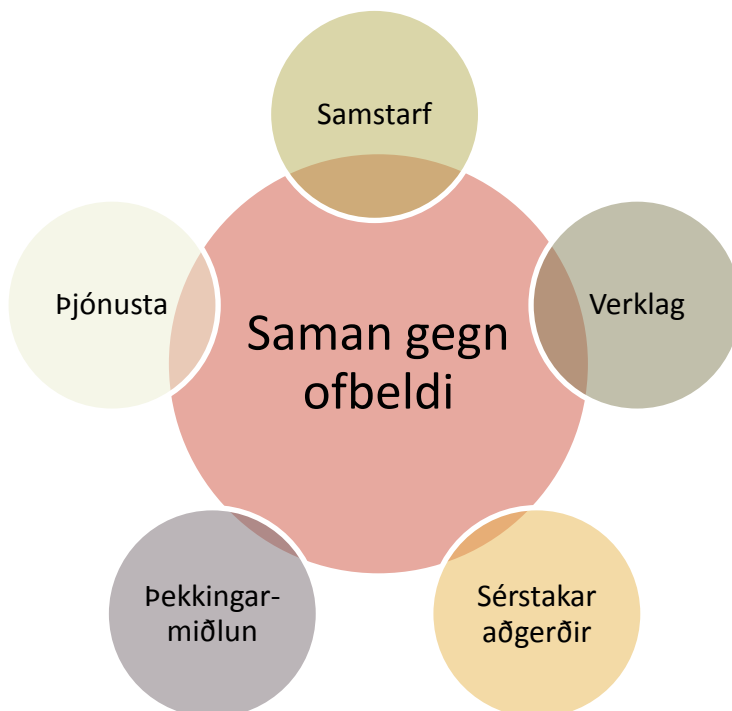 Samstarf
Þjónusta
Verklag
Saman gegn
ofbeldi
Þekkingar-
miðlun
Sérstakar
aðgerðir